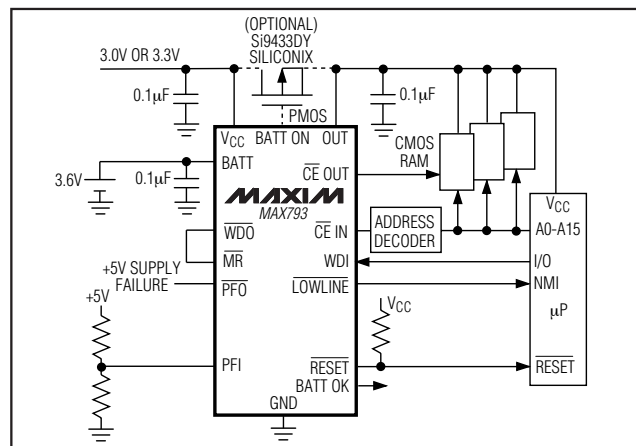 (OPTIONAL)
Si9433DY
SILICONIX
3.0V OR 3.3V
0.1µF
PMOS
0.1µF
VCC
BATT ON
OUT
BATT
3.6V
0.1µF
CE OUT
CMOS
RAM
MAXIM
MAX793
VCC
WDO
CE IN
ADDRESS
DECODER
A0-A15
MR
WDI
I/O
+5V SUPPLY
FAILURE
PFO
LOWLINE
NMI
+5V
VCC
µP
PFI
RESET
RESET
BATT OK
GND